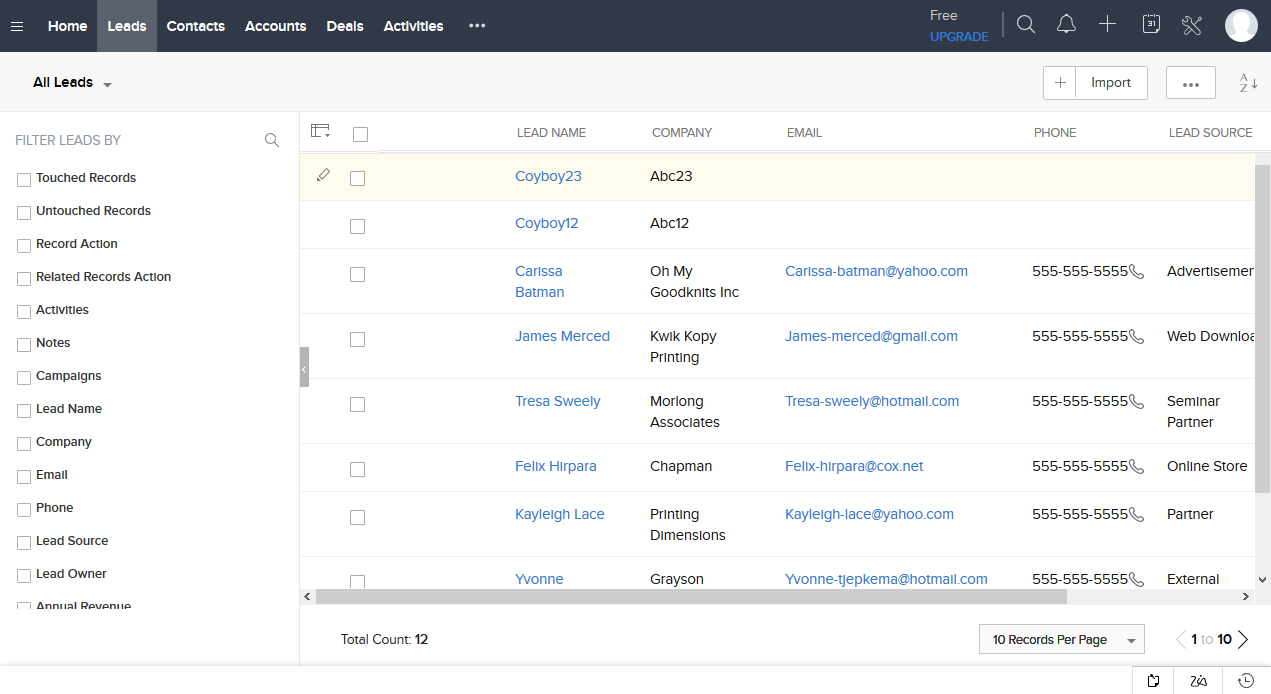 Home Leads Contacts Accounts Deals Activities ••• Free
UPGRADE
31
All Leads
+ Import ••• A Z
FILTER LEADS BY
Touched Records
Untouched Records
Record Action
Related Records Action
Activities
Notes
Campaigns
Lead Name
Company
Email
Phone
Lead Source
Lead Owner
Annual Revenue
LEAD NAME COMPANY EMAIL PHONE LEAD SOURCE
Coyboy23 Abc23
Coyboy12 Abc12
Carissa Oh My Carissa-batman@yahoo.com 555-555-5555 Advertisemen
Batman Goodknits Inc
James Merced Kwik Kopy James-merced@gmail.com 555-555-5555 Web Downloa
Printing
Tresa Sweely Morlong Tresa-sweely@hotmail.com 555-555-5555 Seminar
Associates Partner
Felix Hirpara Chapman Felix-hirpara@cox.net 555-555-5555 Online Store
Kayleigh Lace Printing Kayleigh-lace@yahoo.com 555-555-5555 Partner
Dimensions
Yvonne Grayson Yvonne-tjepkema@hotmail.com 555-555-5555 External
Total Count: 12 10 Records Per Page 1 to 10